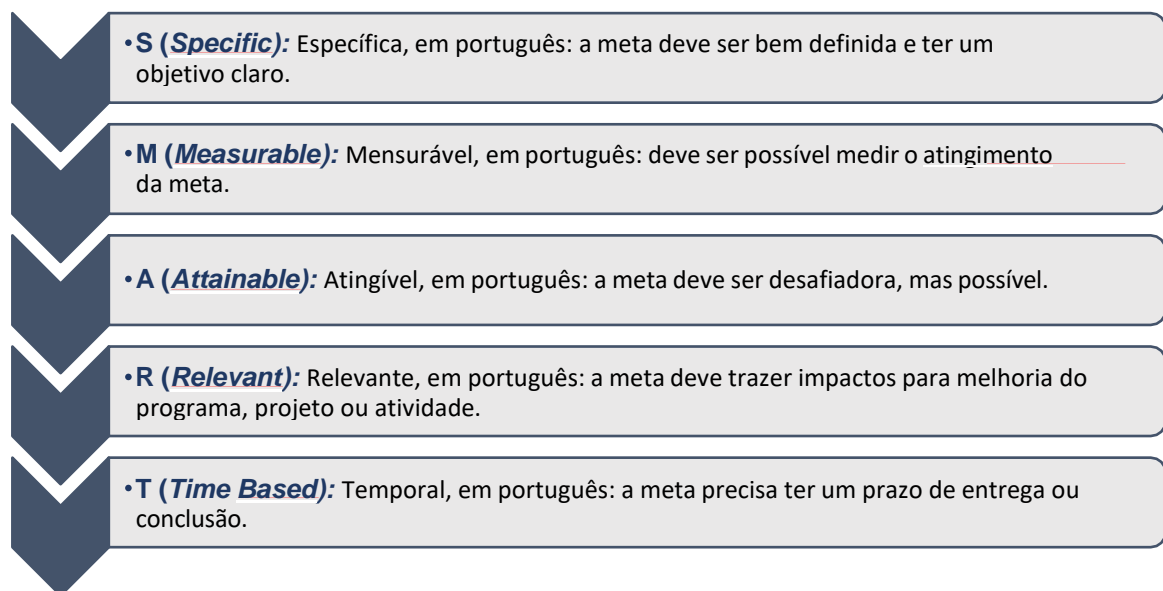 •S (Specific): Específica, em português: a meta deve ser bem definida e ter um
objetivo claro.
•M (Measurable): Mensurável, em português: deve ser possível medir o atingimento
da meta.
•A (Attainable): Atingível, em português: a meta deve ser desafiadora, mas possível.
•R (Relevant): Relevante, em português: a meta deve trazer impactos para melhoria do
programa, projeto ou atividade.
•T (Time Based): Temporal, em português: a meta precisa ter um prazo de entrega ou
conclusão.